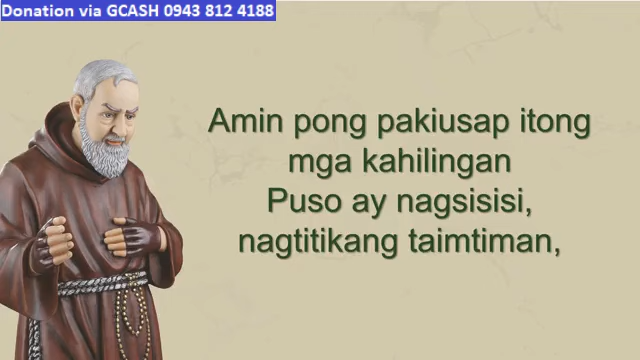 Donation via GCASH 0943 812 4188
Amin pong pakiusap itong
mga kahilingan
Puso ay nagsisisi,
nagtitikang taimtiman,